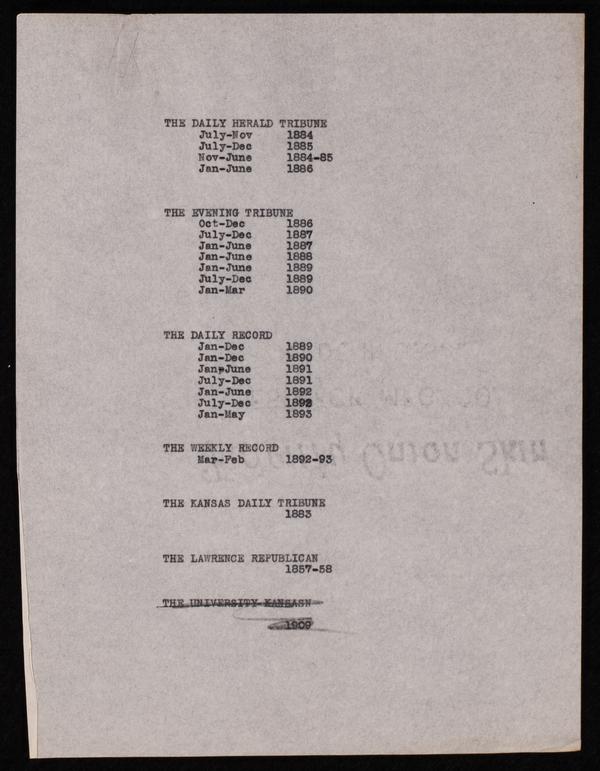 THE DAILY HERALD TRIBUNE
July-Nov 1884
July-Dec 1885
Nov-June 1884-85
Jan-June 1886
THE EVENING TRIBUNE
Oct-Dec 1886
July-Dec 1887
Jan-June 1887
Jan-June 1888
Jan-June 1889
July-Dec 1889
Jan-Mar 1890
THE DAILY RECORD
Jan-Dec 1889
Jan-Dec 1890
Jan-June 1891
July-Dec 1891
Jan-June 1892
July-Dec 1892
Jan-May 1893
THE WEEKLY RECORD
Mar-Feb 1892-93
THE KANSAS DAILY TRIBUNE
1883
THE LAWRENCE REPUBLICAN
1857-58
THE UNIVERSITY KANSASN
1909